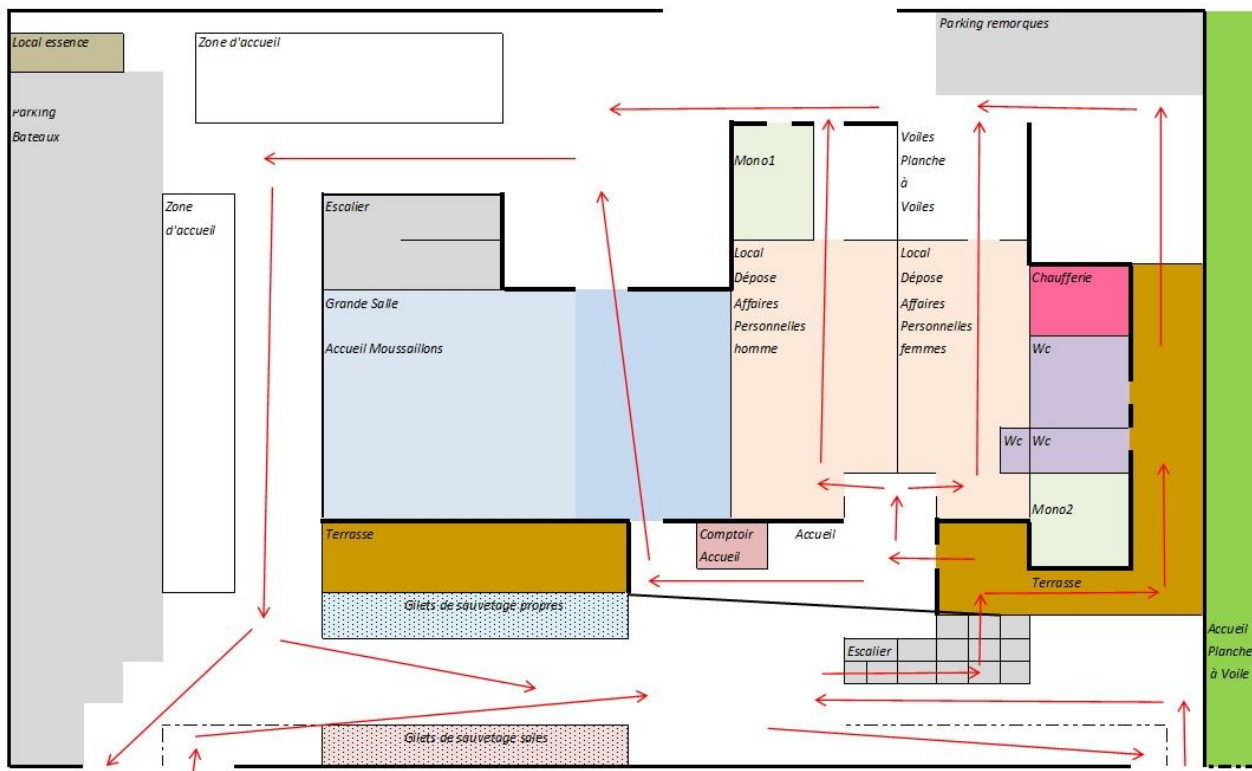 Local essence
Zone d'accueil
Parking remorques
Parking
Bateaux
Mono1
Voiles
Planche
à
Voiles
Zone
d'accueil
Escalier
Local
Dépose
Affaires
Personnelles
homme
Local
Dépose
Affaires
Personnelles
femmes
Chaufferie
Grande Salle
Accueil Moussaillons
Wc
Wc
Wc
Mono2
Terrasse
Comptoir
Accueil
Accueil
Terrasse
Gilets de sauvetage propres
Escalier
Accueil
Planche
à Voile
Gilets de sauvetage sales